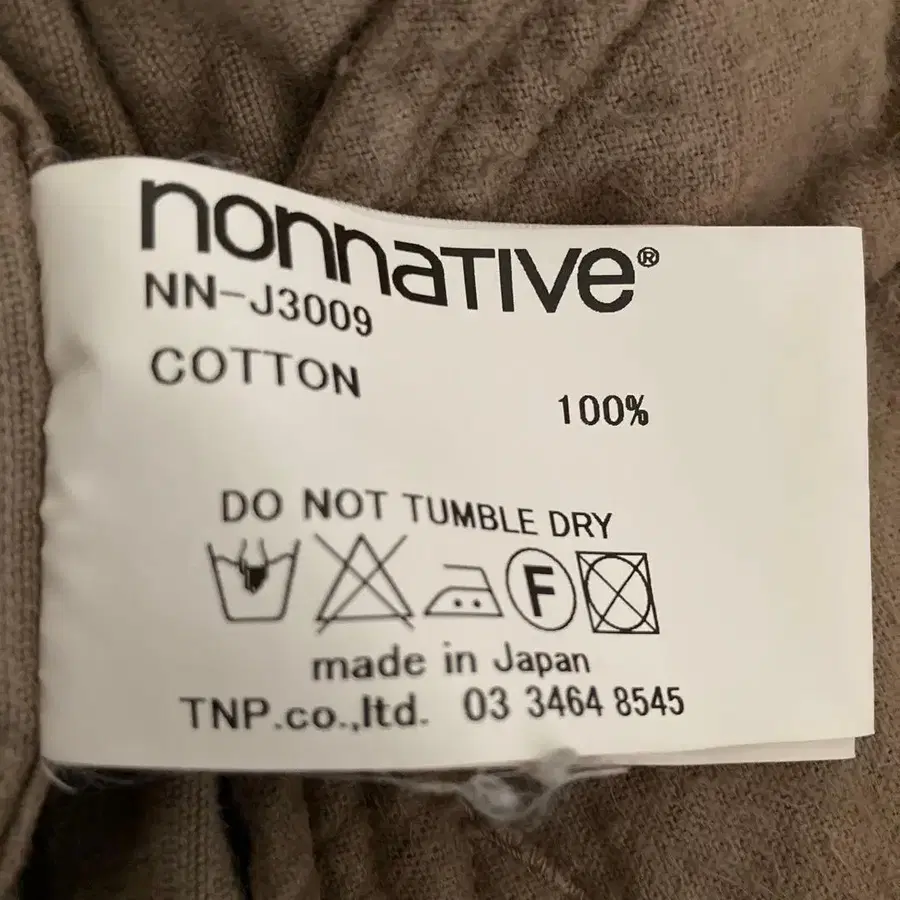 nonnaTIVe®
NN-J3009
COTTON
100%
DO NOT TUMBLE DRY
F
made in Japan
TNP.co.,ltd. 03 3464 8545